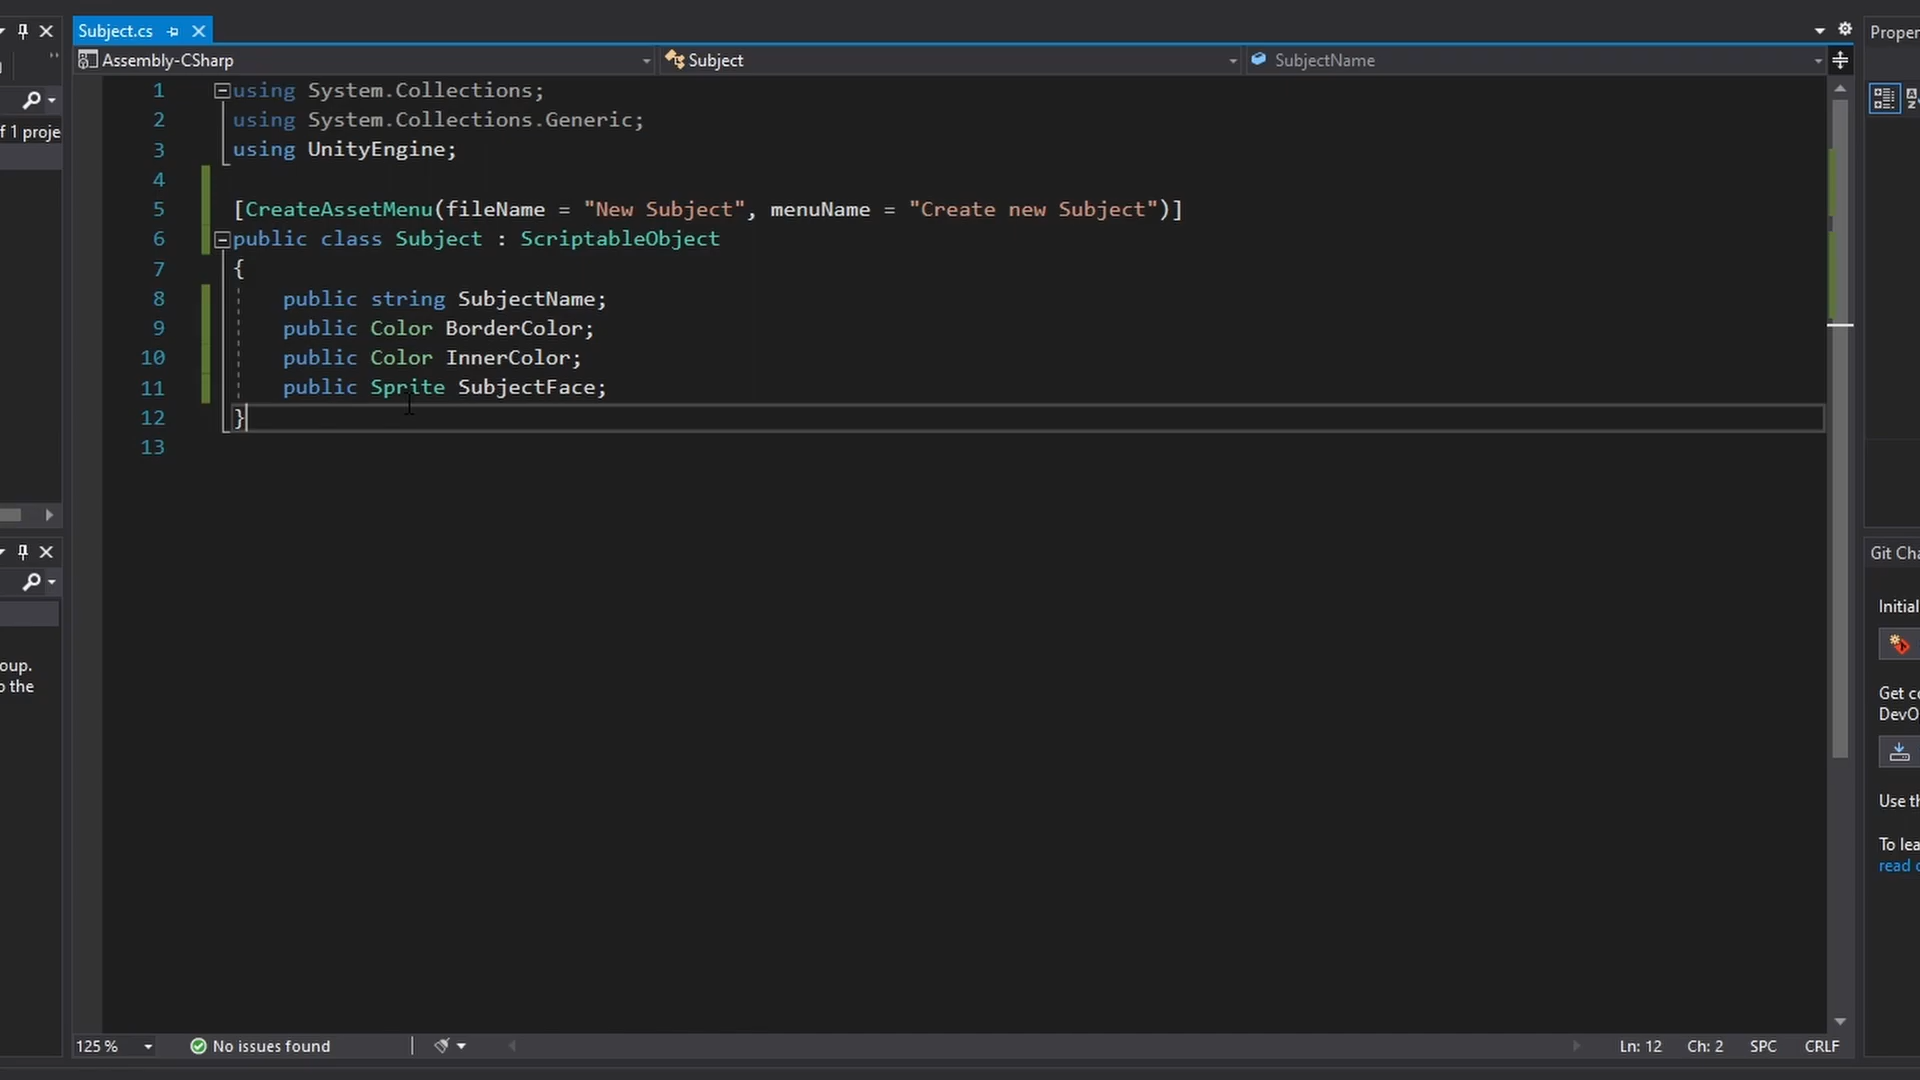 Subject.cs
Proper
Assembly-CSharp
Subject
SubjectName
f 1 proje
1 using System.Collections;
2 using System.Collections.Generic;
3 using UnityEngine;
4
5 [CreateAssetMenu(fileName = "New Subject", menuName = "Create new Subject")]
6 public class Subject : ScriptableObject
7 {
8 public string SubjectName;
9 public Color BorderColor;
10 public Color InnerColor;
11 public Sprite SubjectFace;
12 }
13
oup.
o the
Git Cha
Initial
Get co
DevO
Use th
To lea
read o
125 %
No issues found
Ln: 12
Ch: 2
SPC
CRLF